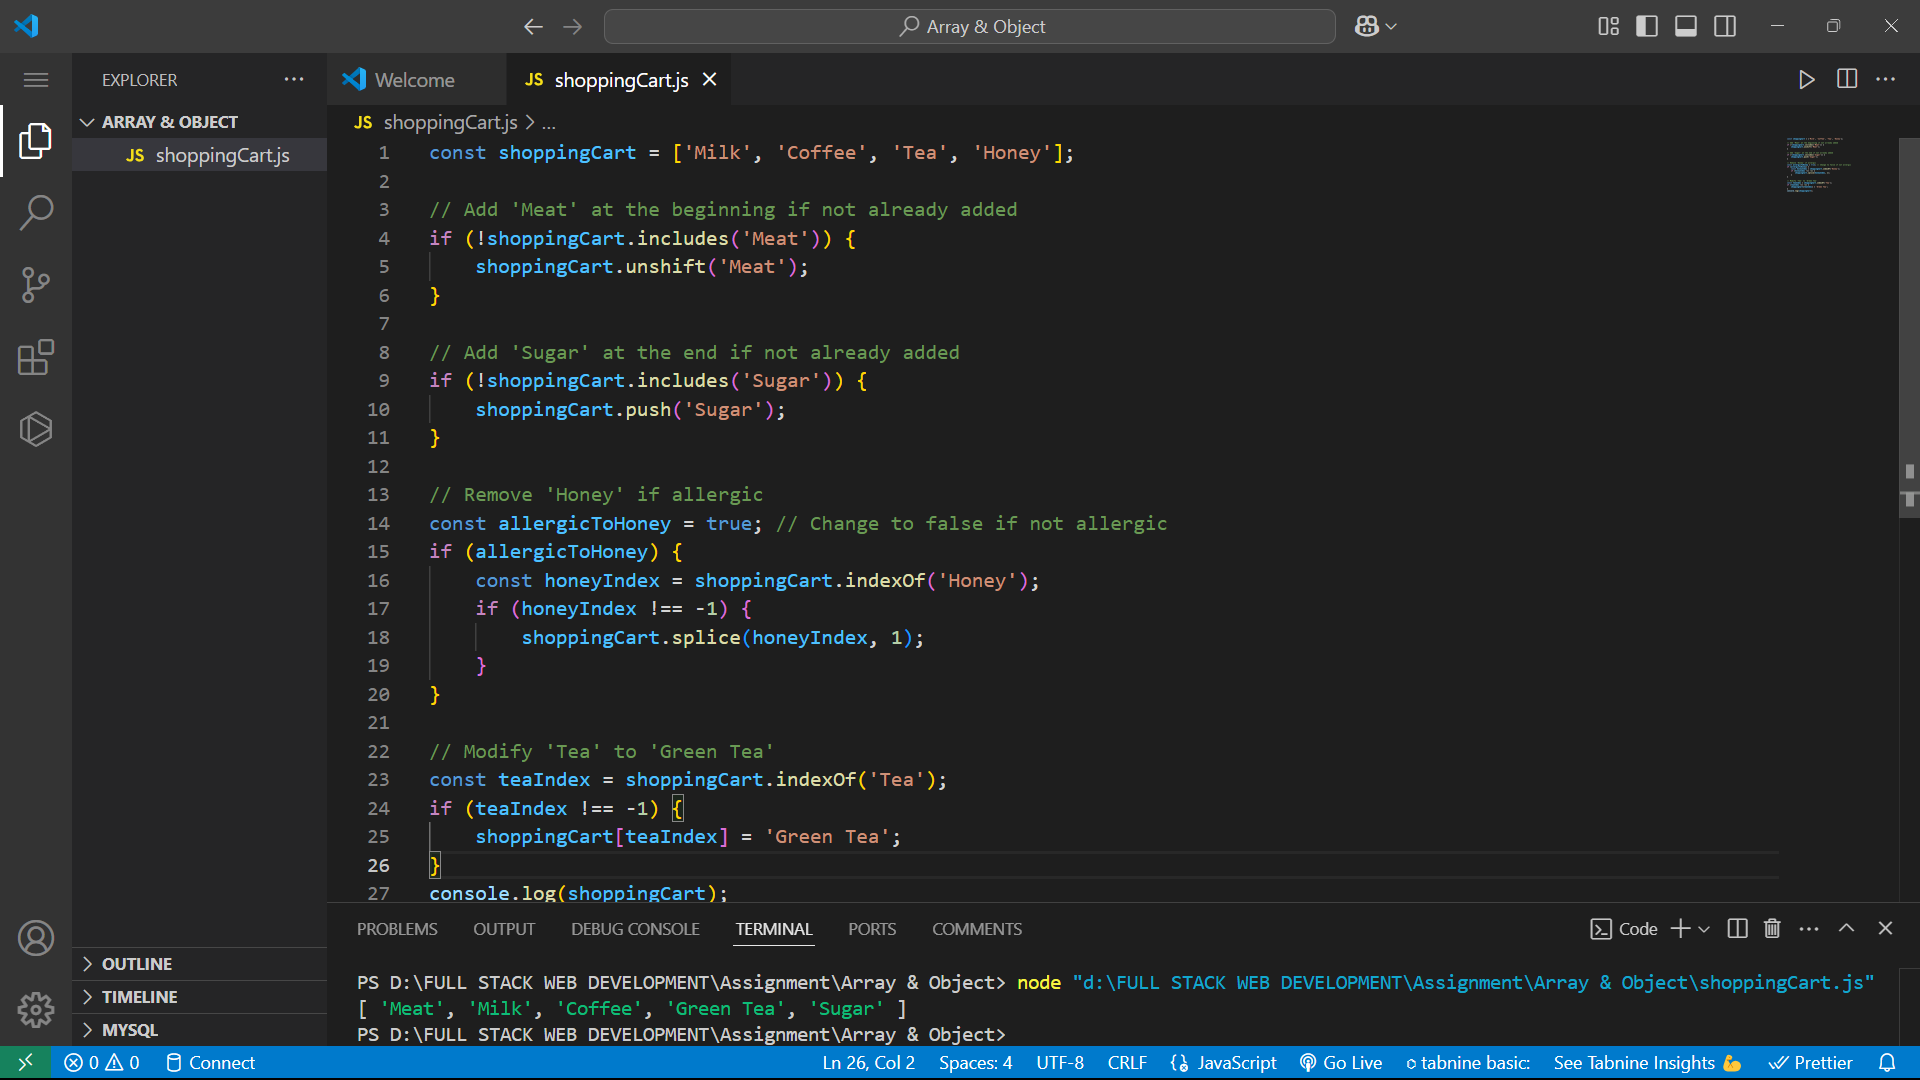 Array & Object
EXPLORER
Welcome
JS shoppingCart.js
ARRAY & OBJECT
JS shoppingCart.js
JS shoppingCart.js > ...
1 const shoppingCart = ['Milk', 'Coffee', 'Tea', 'Honey'];
2
3 // Add 'Meat' at the beginning if not already added
4 if (!shoppingCart.includes('Meat')) {
5 shoppingCart.unshift('Meat');
6 }
7
8 // Add 'Sugar' at the end if not already added
9 if (!shoppingCart.includes('Sugar')) {
10 shoppingCart.push('Sugar');
11 }
12
13 // Remove 'Honey' if allergic
14 const allergicToHoney = true; // Change to false if not allergic
15 if (allergicToHoney) {
16 const honeyIndex = shoppingCart.indexOf('Honey');
17 if (honeyIndex !== -1) {
18 shoppingCart.splice(honeyIndex, 1);
19 }
20 }
21
22 // Modify 'Tea' to 'Green Tea'
23 const teaIndex = shoppingCart.indexOf('Tea');
24 if (teaIndex !== -1) {
25 shoppingCart[teaIndex] = 'Green Tea';
26 }
27 console.log(shoppingCart);
OUTLINE
TIMELINE
MYSQL
PROBLEMS OUTPUT DEBUG CONSOLE TERMINAL PORTS COMMENTS Code
PS D:\FULL STACK WEB DEVELOPMENT\Assignment\Array & Object> node "d:\FULL STACK WEB DEVELOPMENT\Assignment\Array & Object\shoppingCart.js"
[ 'Meat', 'Milk', 'Coffee', 'Green Tea', 'Sugar' ]
PS D:\FULL STACK WEB DEVELOPMENT\Assignment\Array & Object>
0 0 Connect Ln 26, Col 2 Spaces: 4 UTF-8 CRLF {} JavaScript Go Live tabnine basic: See Tabnine Insights 💪 Prettier